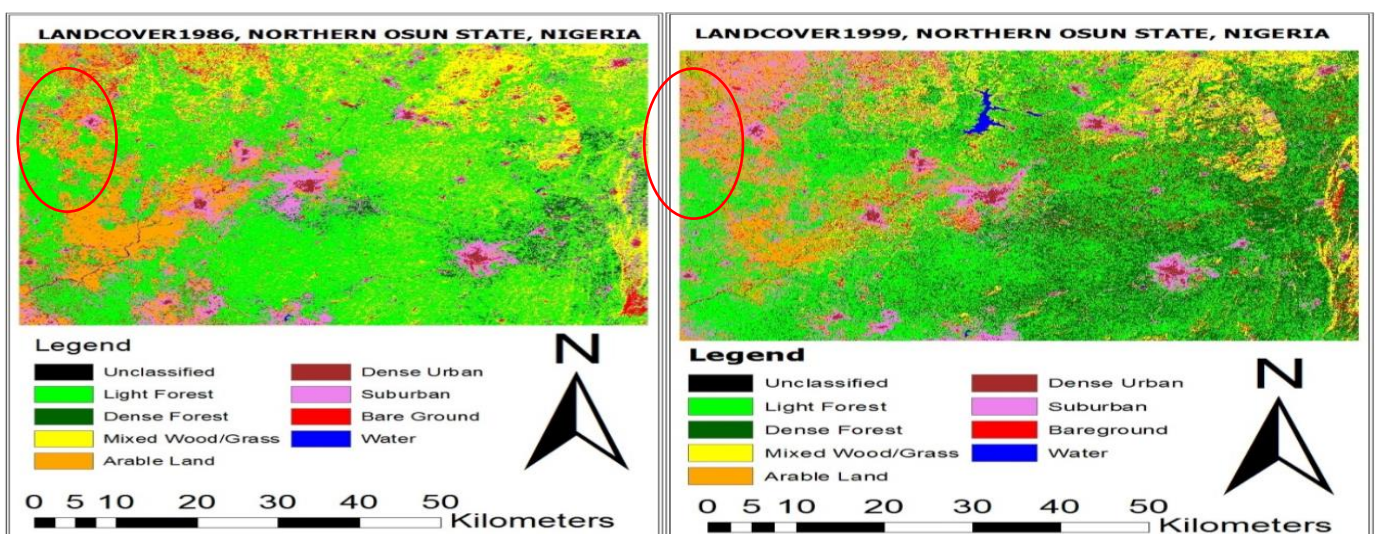 LANDCOVER1986, NORTHERN OSUN STATE, NIGERIA
Legend
Unclassified
Light Forest
Dense Forest
Mixed Wood/Grass
Arable Land
Dense Urban
Suburban
Bare Ground
Water
N
0 5 10 20 30 40 50
Kilometers
LANDCOVER1999, NORTHERN OSUN STATE, NIGERIA
Legend
Unclassified
Light Forest
Dense Forest
Mixed Wood/Grass
Arable Land
Dense Urban
Suburban
Bareground
Water
N
0 5 10 20 30 40 50
Kilometers